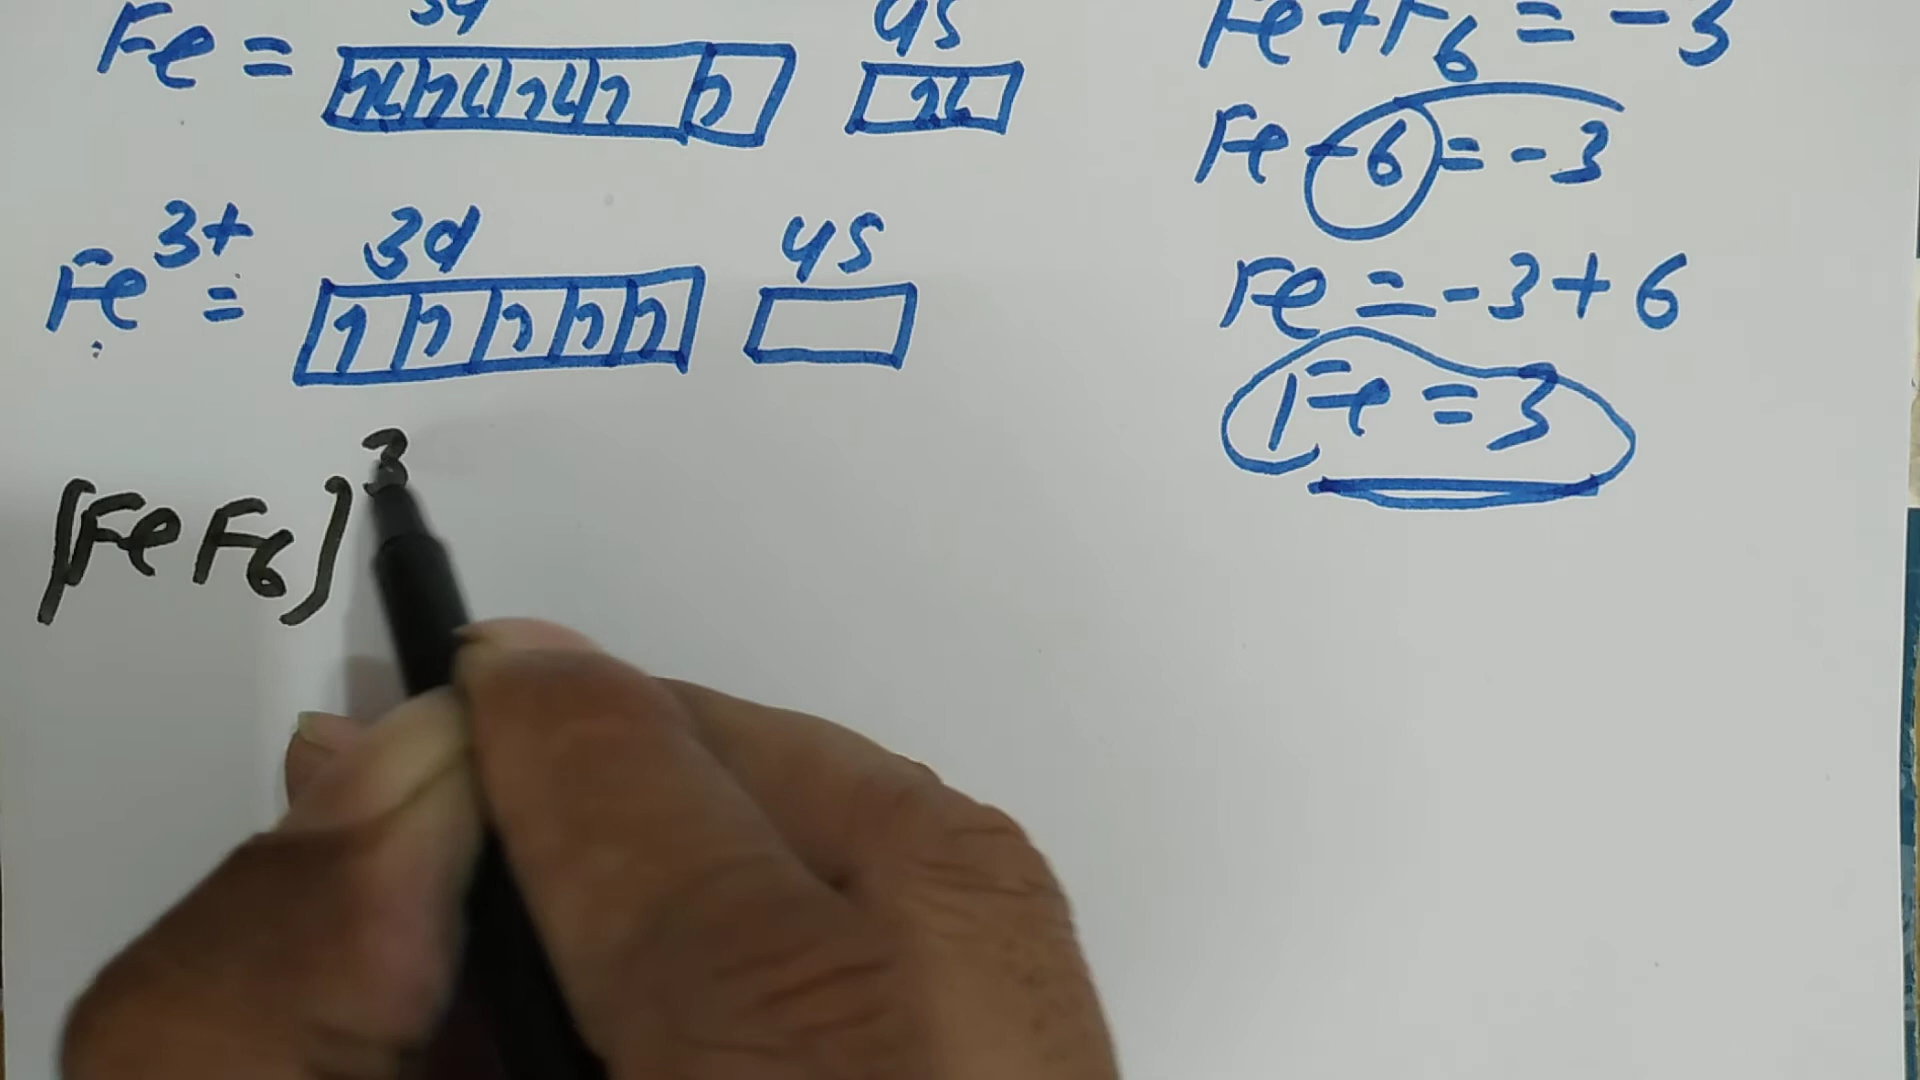 3d 4s
Fe =
Fe + F6 = -3
Fe - 6 = -3
3d 4s
Fe3+ =
Fe = -3 + 6
Fe = 3
[FeF6]3